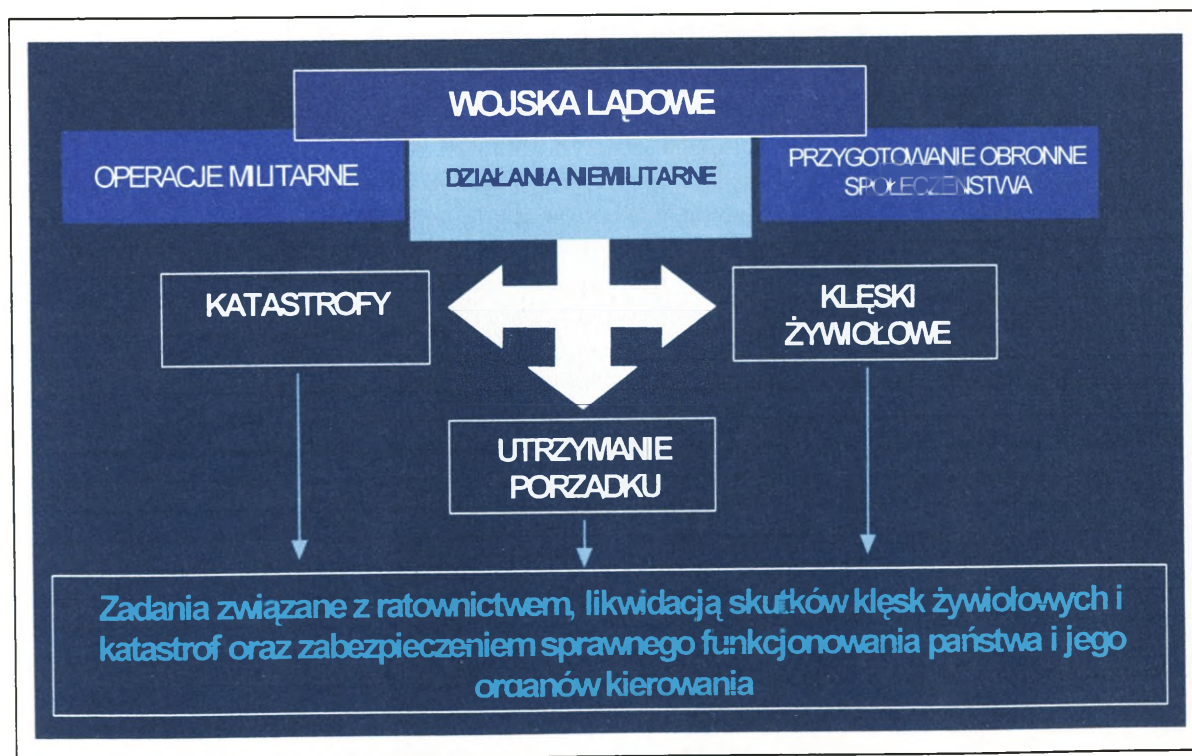 WOJSKA LĄDOWE
OPERACJE MILITARNE
DZIAŁANIA NIEMILITARNE
PRZYGOTOWANIE OBRONNE
SPOŁECZEŃSTWA
KATASTROFY
KLĘSKI
ŻYWIOŁOWE
UTRZYMANIE
PORZĄDKU
Zadania związane z ratownictwem, likwidacją skutków klęsk żywiołowych i
katastrof oraz zabezpieczeniem sprawnego funkcjonowania państwa i jego
organów kierowania